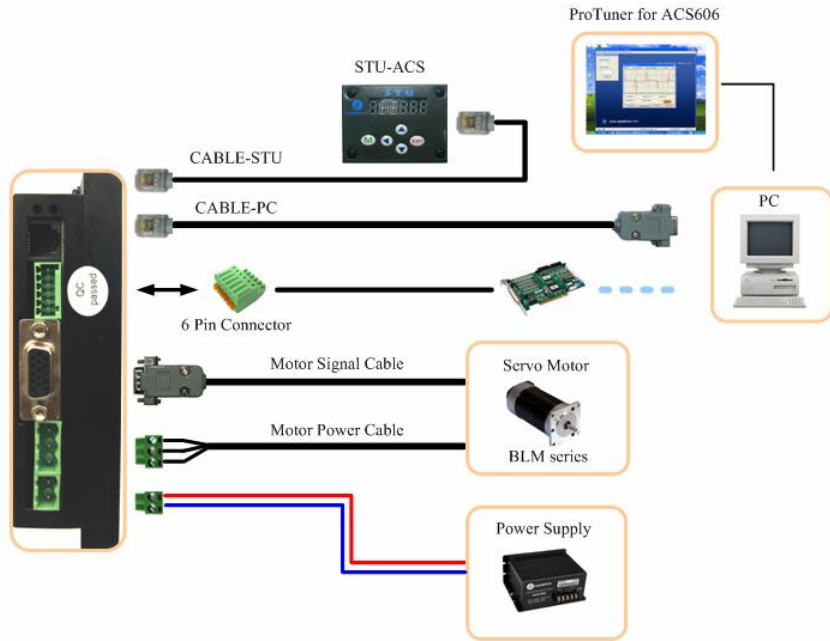 ProTuner for ACS606
STU-ACS
STU
M
CABLE-STU
CABLE-PC
PC
QC
passed
6 Pin Connector
Motor Signal Cable
Servo Motor
Motor Power Cable
BLM series
Power Supply